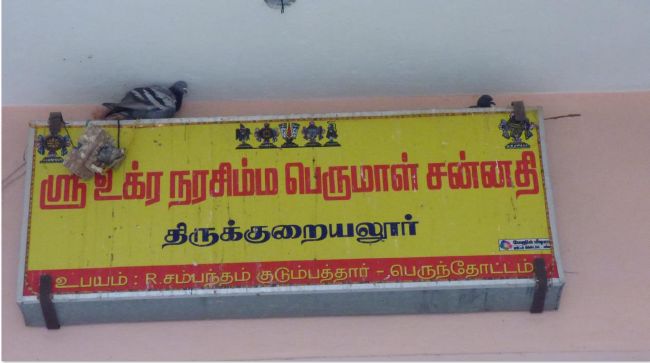 ஸ்ரீ உக்ர நரசிம்ம பெருமாள் சன்னதி
திருக்குறையலூர்
உபயம் : R.சம்பந்தம் குடும்பத்தார் - பெருந்தோட்டம்